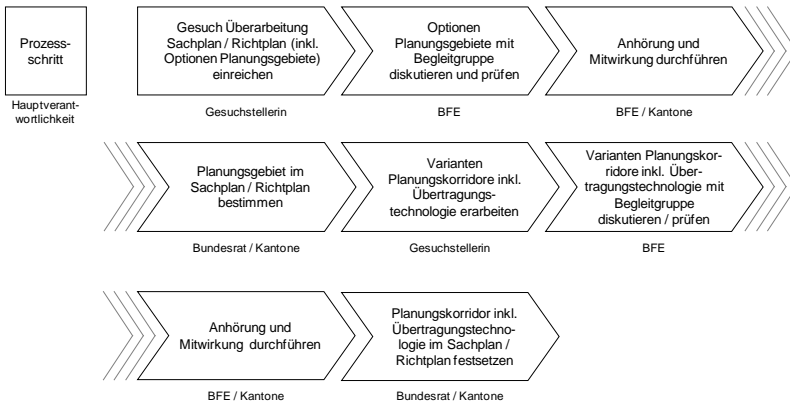 Prozess-
schritt
Hauptverant-
wortlichkeit
Gesuch Überarbeitung
Sachplan / Richtplan (inkl.
Optionen Planungsgebiete)
einreichen
Gesuchstellerin
Optionen
Planungsgebiete mit
Begleitgruppe
diskutieren und prüfen
BFE
Anhörung und
Mitwirkung durchführen
BFE / Kantone
Planungsgebiet im
Sachplan / Richtplan
bestimmen
Bundesrat / Kantone
Varianten
Planungskorridore inkl.
Übertragungs-
technologie erarbeiten
Gesuchstellerin
Varianten Planungskor-
ridore inkl. Über-
tragungstechnologie mit
Begleitgruppe
diskutieren / prüfen
BFE
Anhörung und
Mitwirkung durchführen
BFE / Kantone
Planungskorridor inkl.
Übertragungstechno-
logie im Sachplan /
Richtplan festsetzen
Bundesrat / Kantone